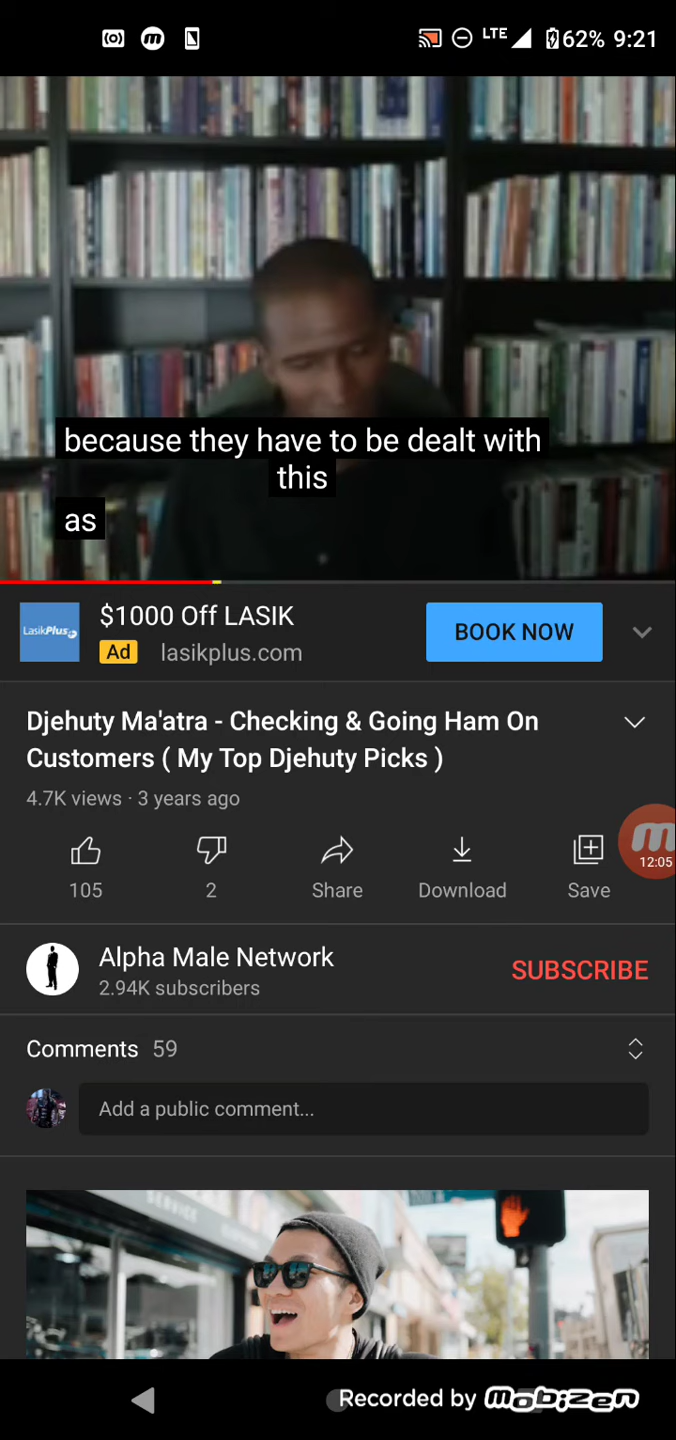 LTE 62% 9:21
because they have to be dealt with
this
as
LasikPlus
$1000 Off LASIK
Ad lasikplus.com
BOOK NOW
Djehuty Ma'atra - Checking & Going Ham On
Customers ( My Top Djehuty Picks )
4.7K views · 3 years ago
12:05
105 2 Share Download Save
Alpha Male Network
2.94K subscribers
SUBSCRIBE
Comments 59
Add a public comment...
SERVICE
Recorded by mobizen